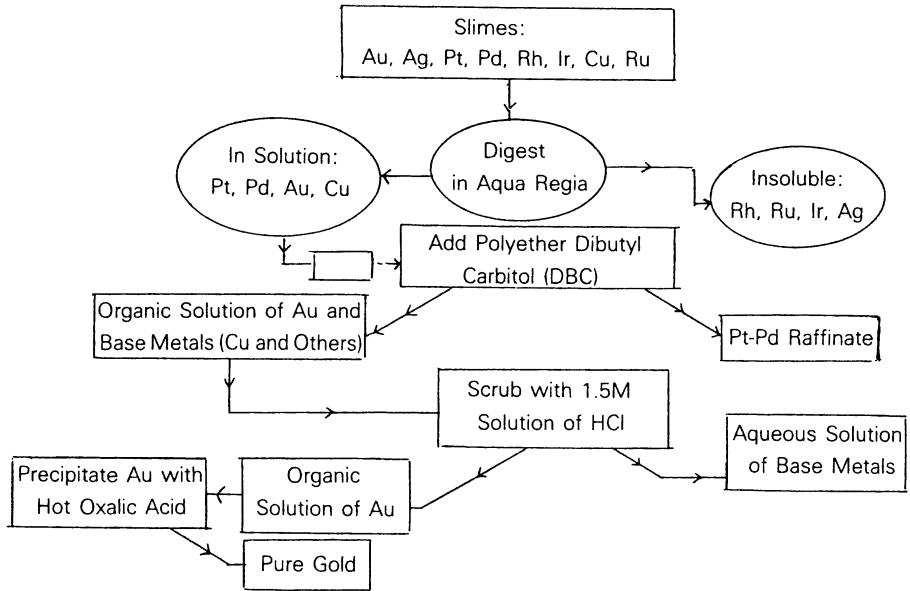 Slimes:
Au, Ag, Pt, Pd, Rh, Ir, Cu, Ru
Digest
in Aqua Regia
In Solution:
Pt, Pd, Au, Cu
Insoluble:
Rh, Ru, Ir, Ag
Add Polyether Dibutyl
Carbitol (DBC)
Organic Solution of Au and
Base Metals (Cu and Others)
Pt-Pd Raffinate
Scrub with 1.5M
Solution of HCl
Aqueous Solution
of Base Metals
Organic
Solution of Au
Precipitate Au with
Hot Oxalic Acid
Pure Gold